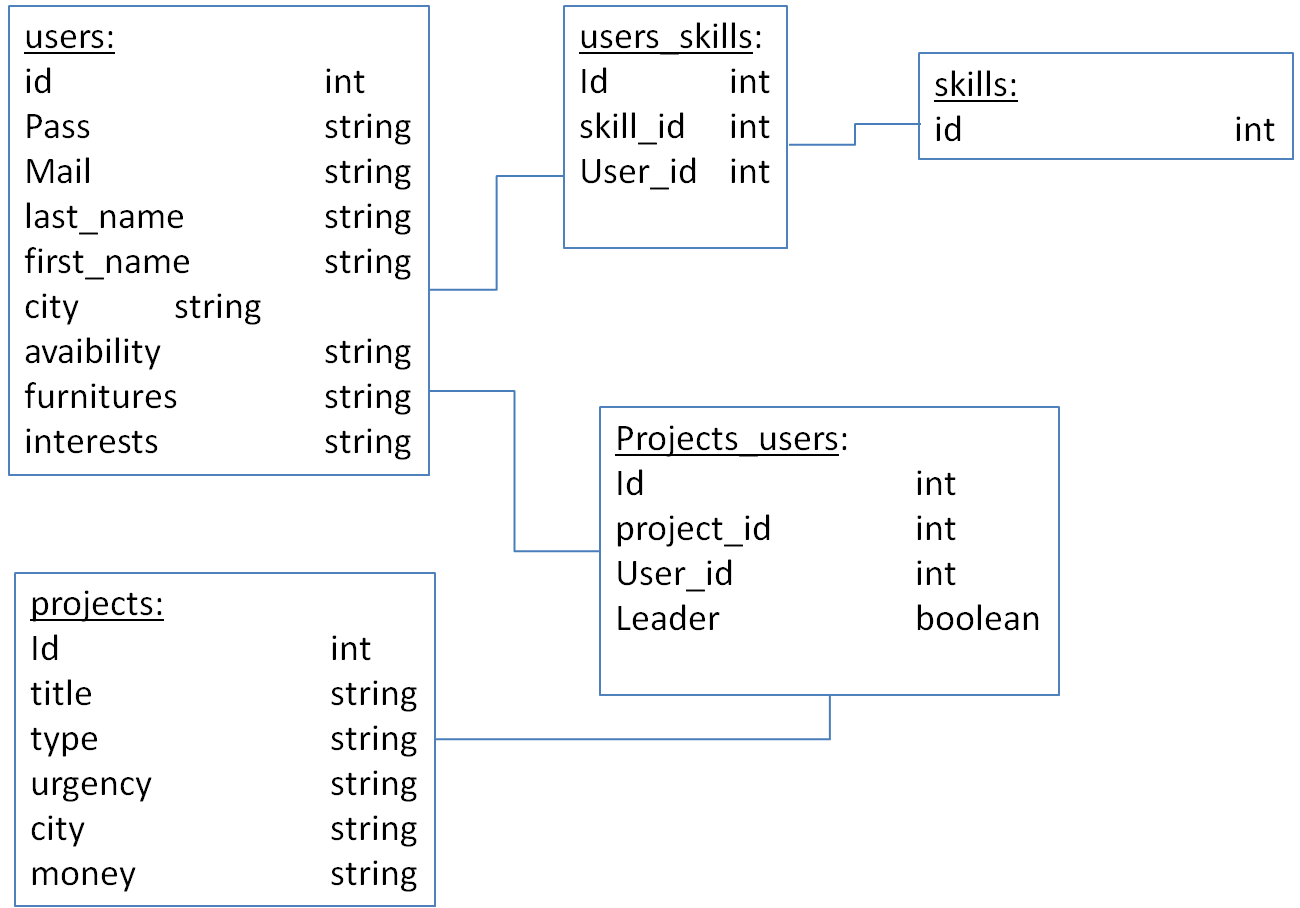 users:
id int
Pass string
Mail string
last_name string
first_name string
city string
avaibility string
furnitures string
interests string
users_skills:
Id int
skill_id int
User_id int
skills:
id int
Projects_users:
Id int
project_id int
User_id int
Leader boolean
projects:
Id int
title string
type string
urgency string
city string
money string